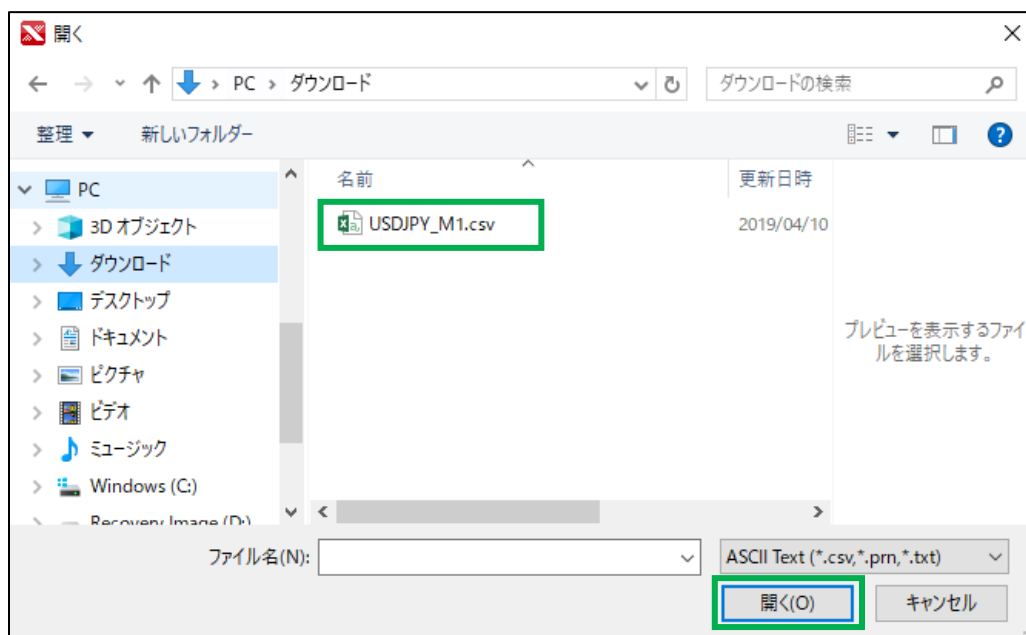 開く
PC › ダウンロード
ダウンロードの検索
整理
新しいフォルダー
?
PC
3D オブジェクト
ダウンロード
デスクトップ
ドキュメント
ピクチャ
ビデオ
ミュージック
Windows (C:)
Recovery Image (D:)
名前
更新日時
USDJPY_M1.csv
2019/04/10
プレビューを表示するファイ
ルを選択します。
ファイル名(N):
ASCII Text (*.csv,*.prn,*.txt)
開く(O)
キャンセル